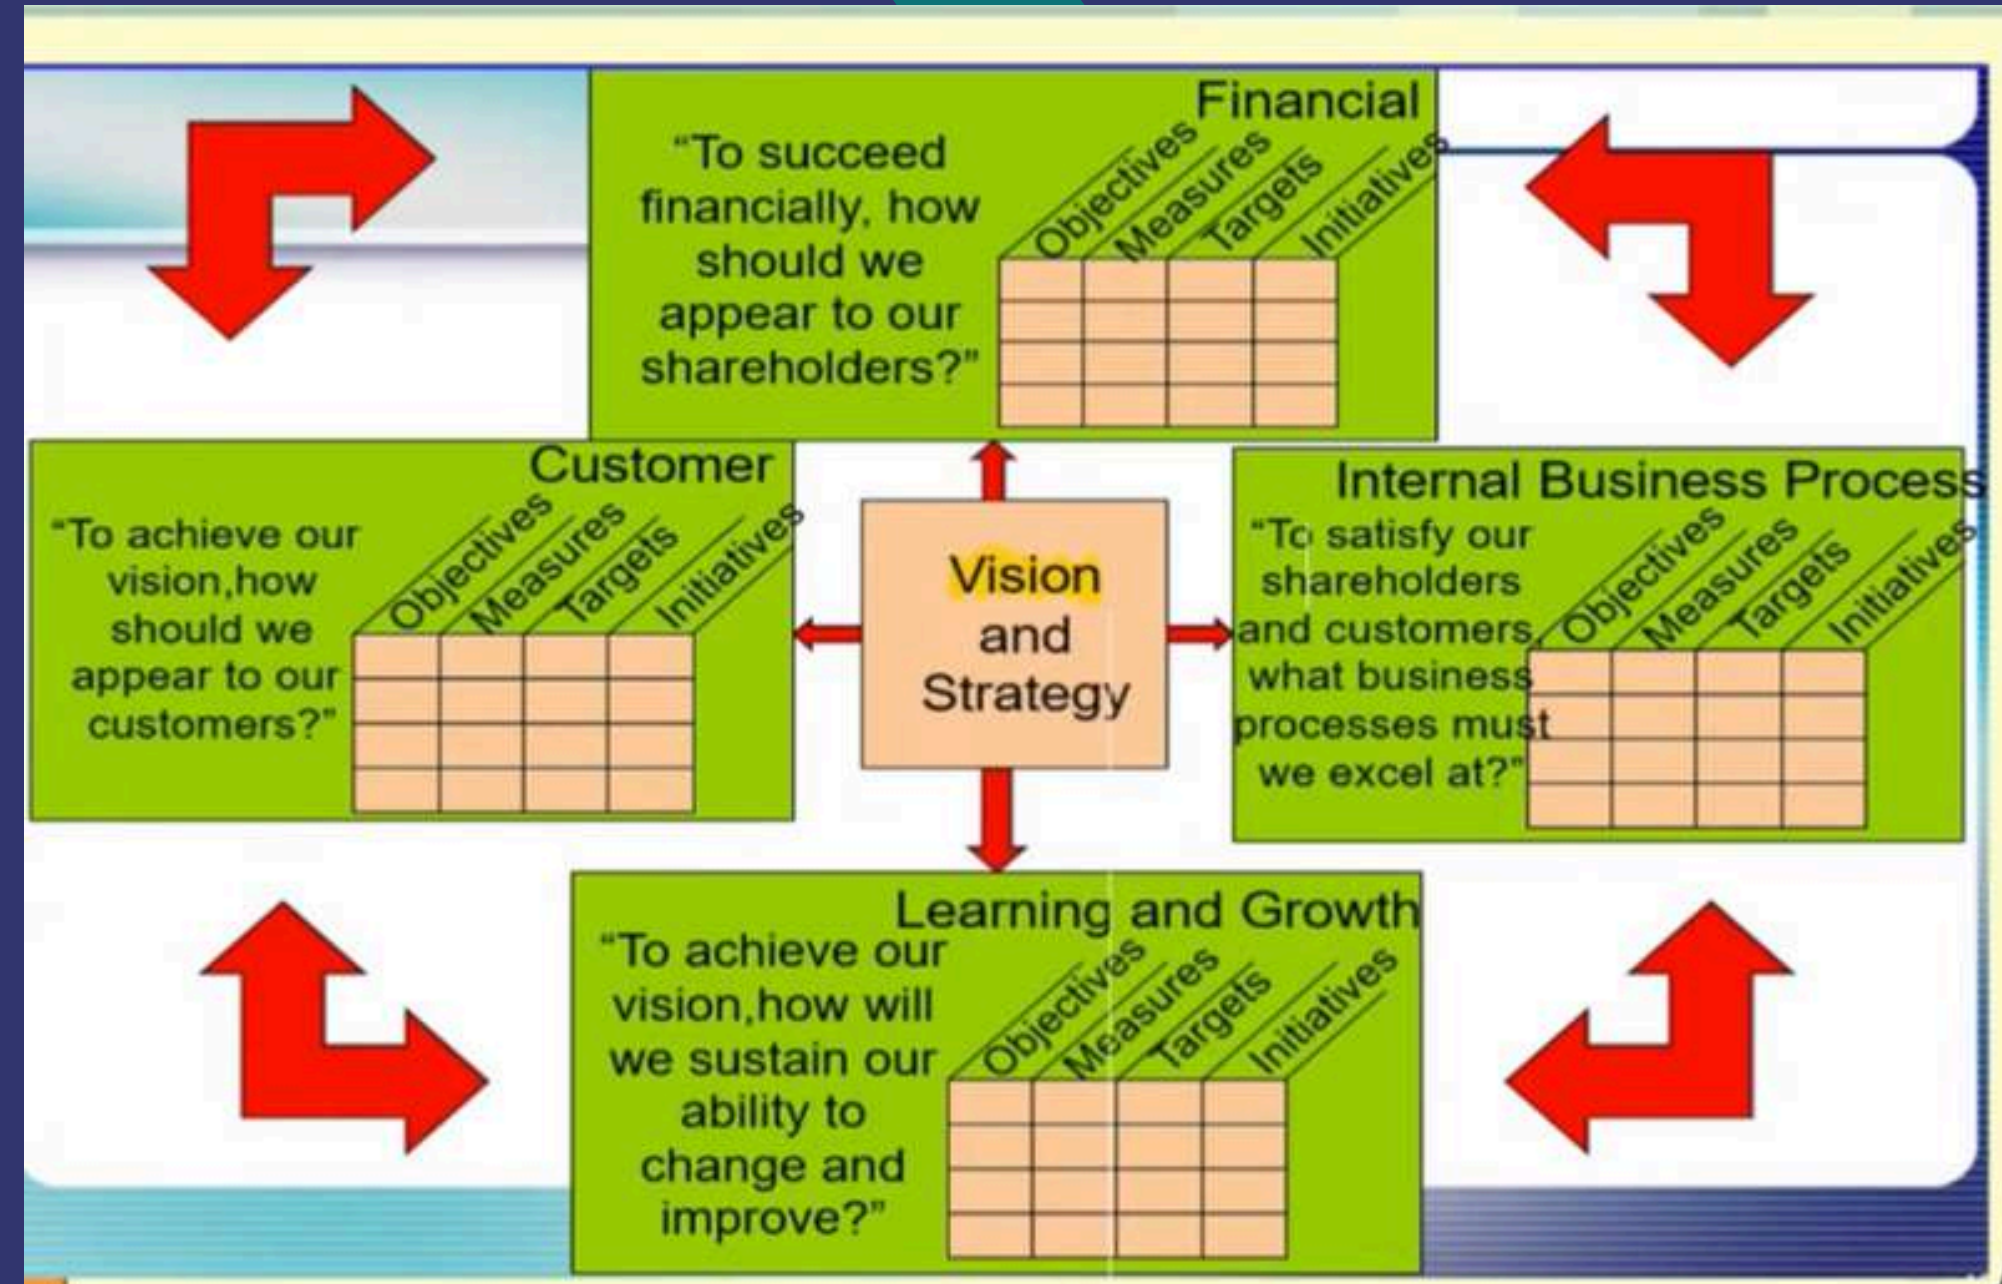 Financial
“To succeed
financially, how
should we
appear to our
shareholders?”
Objectives
Measures
Targets
Initiatives
Customer
“To achieve our
vision,how
should we
appear to our
customers?”
Objectives
Measures
Targets
Initiatives
Vision
and
Strategy
Internal Business Process
“To satisfy our
shareholders
and customers,
what business
processes must
we excel at?”
Objectives
Measures
Targets
Initiatives
Learning and Growth
“To achieve our
vision,how will
we sustain our
ability to
change and
improve?”
Objectives
Measures
Targets
Initiatives